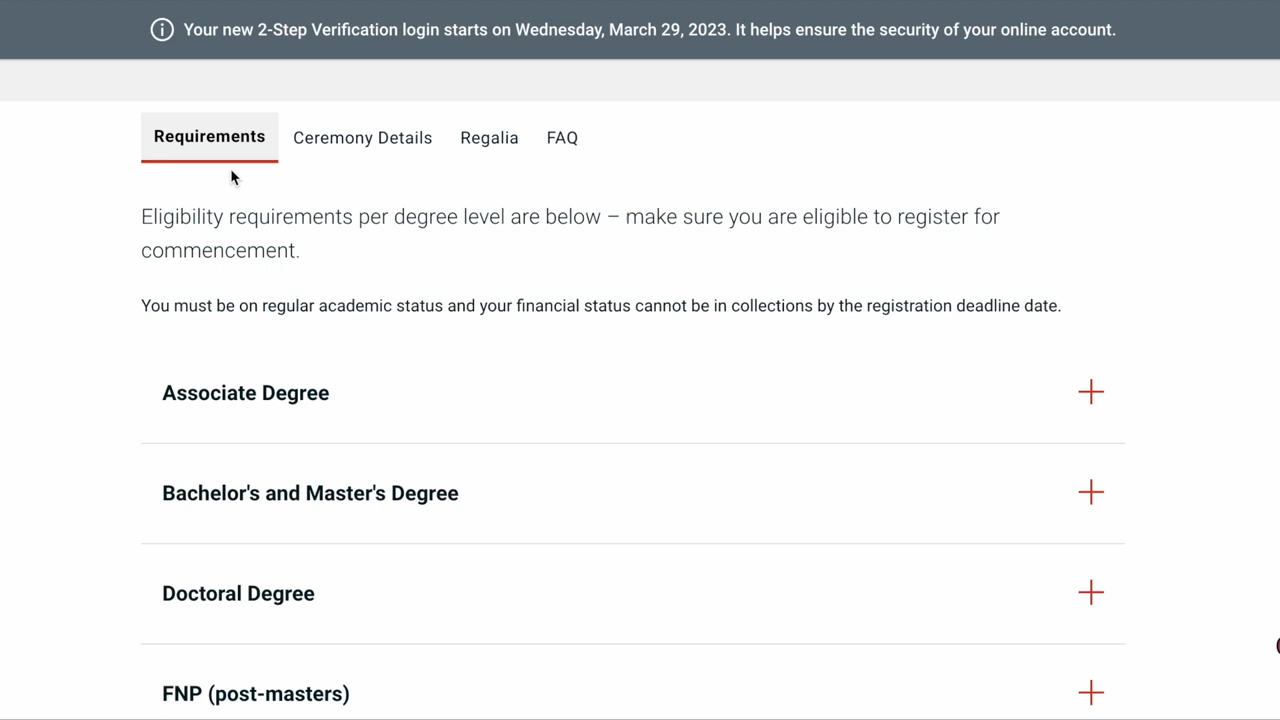 Your new 2-Step Verification login starts on Wednesday, March 29, 2023. It helps ensure the security of your online account.
Requirements Ceremony Details Regalia FAQ
Eligibility requirements per degree level are below – make sure you are eligible to register for
commencement.
You must be on regular academic status and your financial status cannot be in collections by the registration deadline date.
Associate Degree
Bachelor's and Master's Degree
Doctoral Degree
FNP (post-masters)